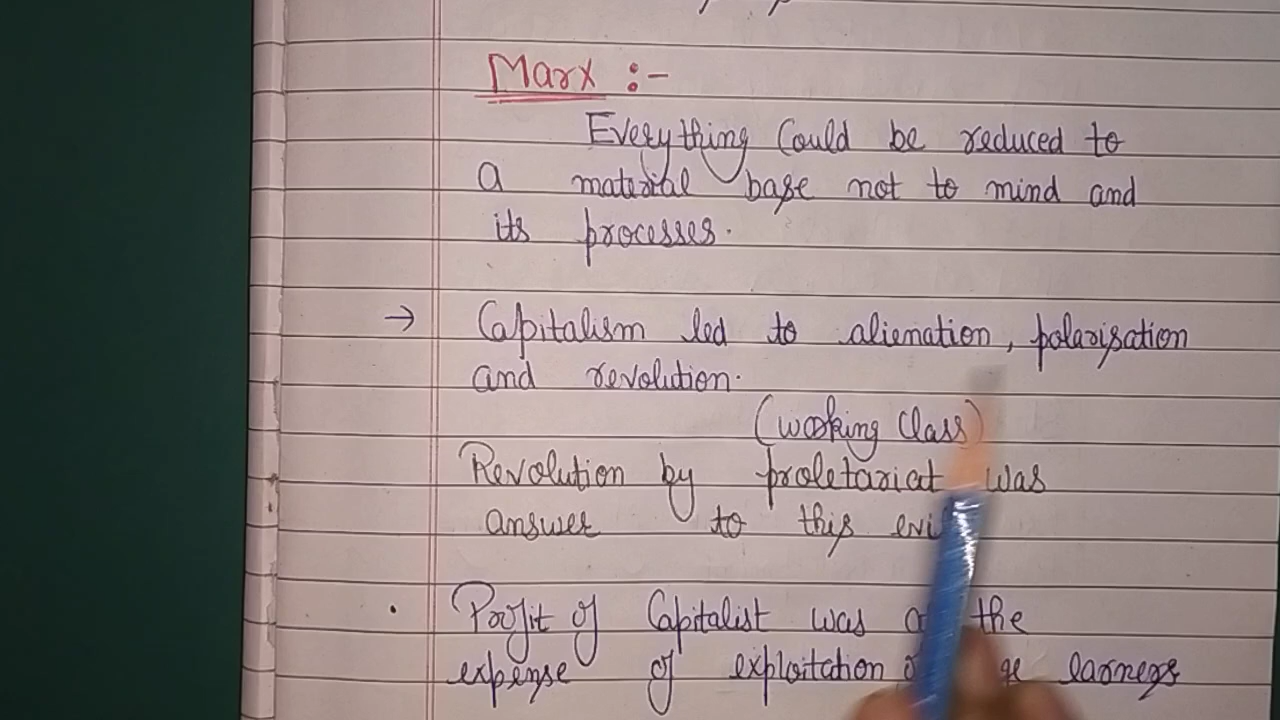 Marx :-
Everything Could be reduced to
a material base not to mind and
its processes.
→ Capitalism led to alienation, polarisation
and revolution.
(working Class)
Revolution by proletariat was
answer to this
. Profit of Capitalist was the
expense of exploitation earners